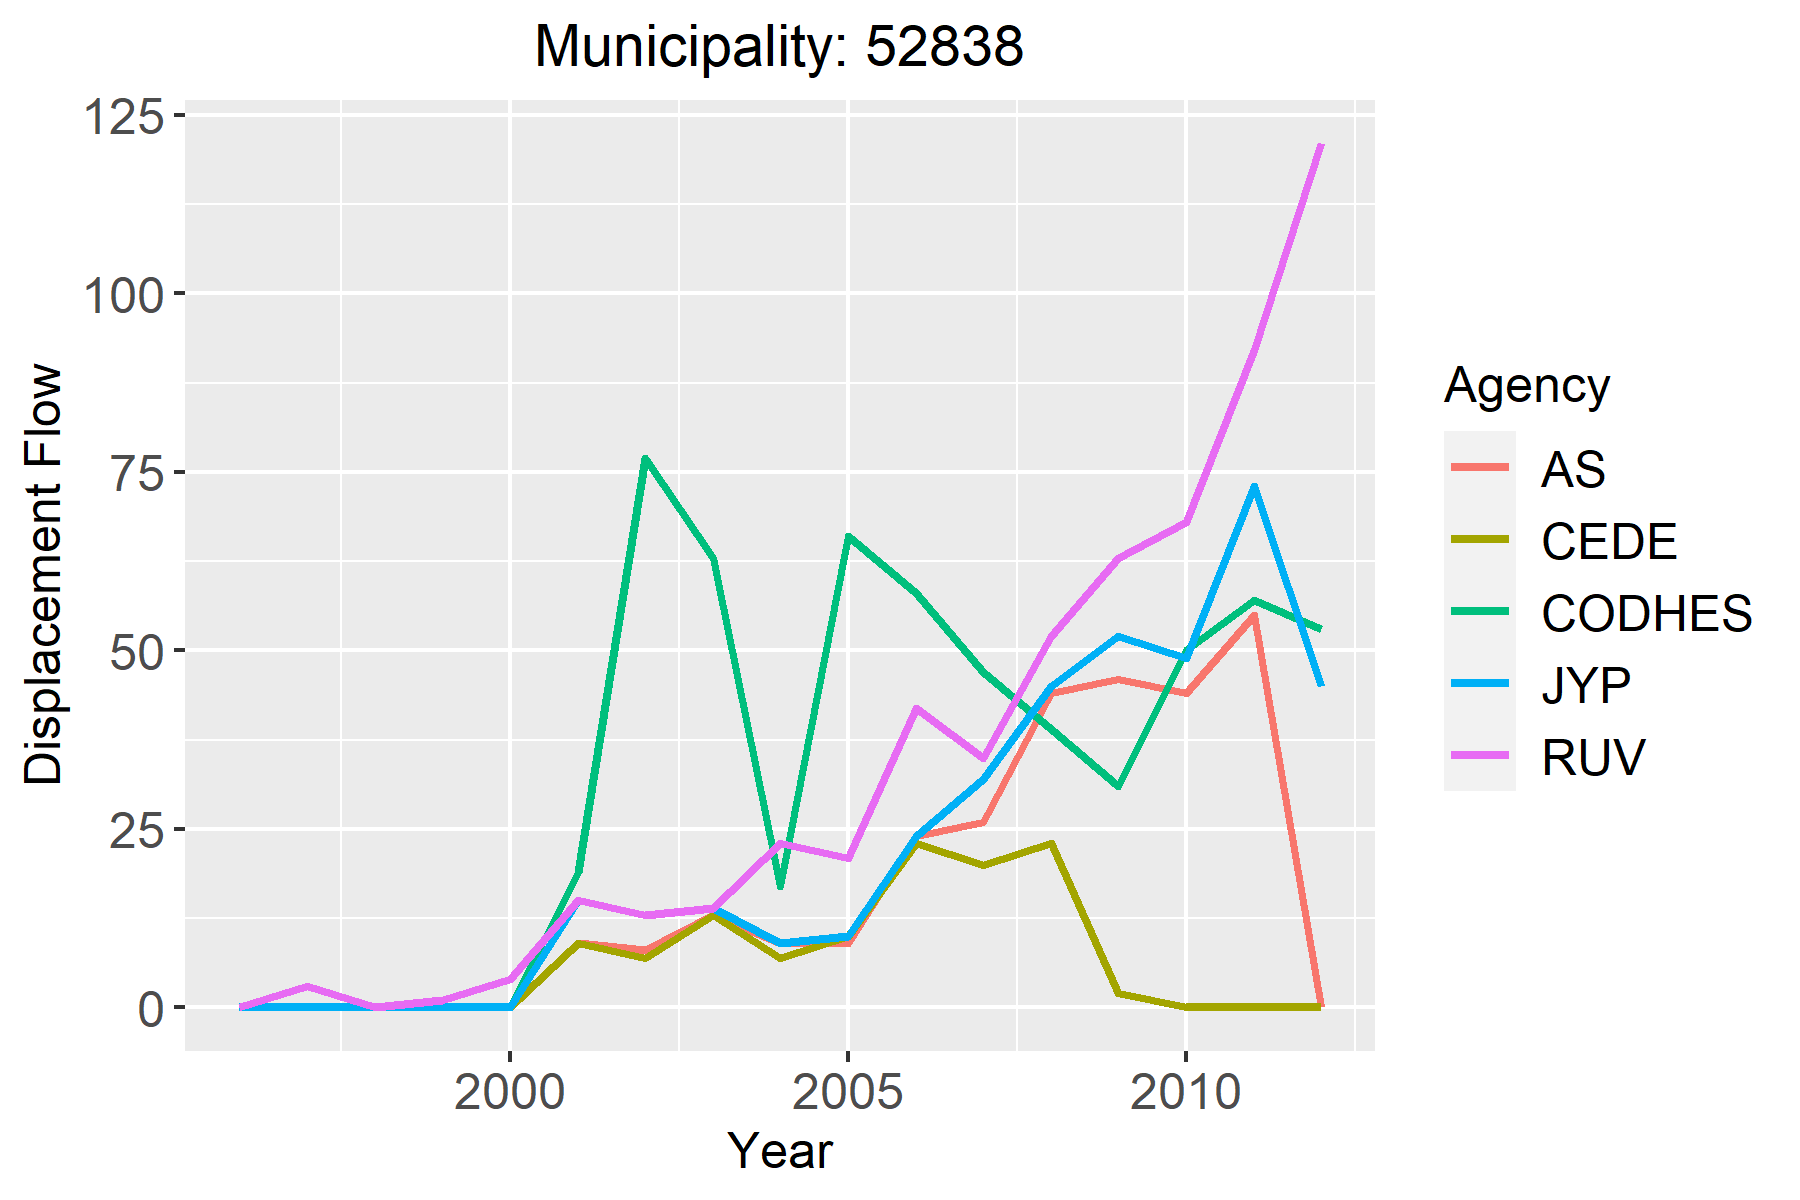 Municipality: 52838
125
100
75
50
25
0
Displacement Flow
2000
2005
2010
Year
Agency
AS
CEDE
CODHES
JYP
RUV